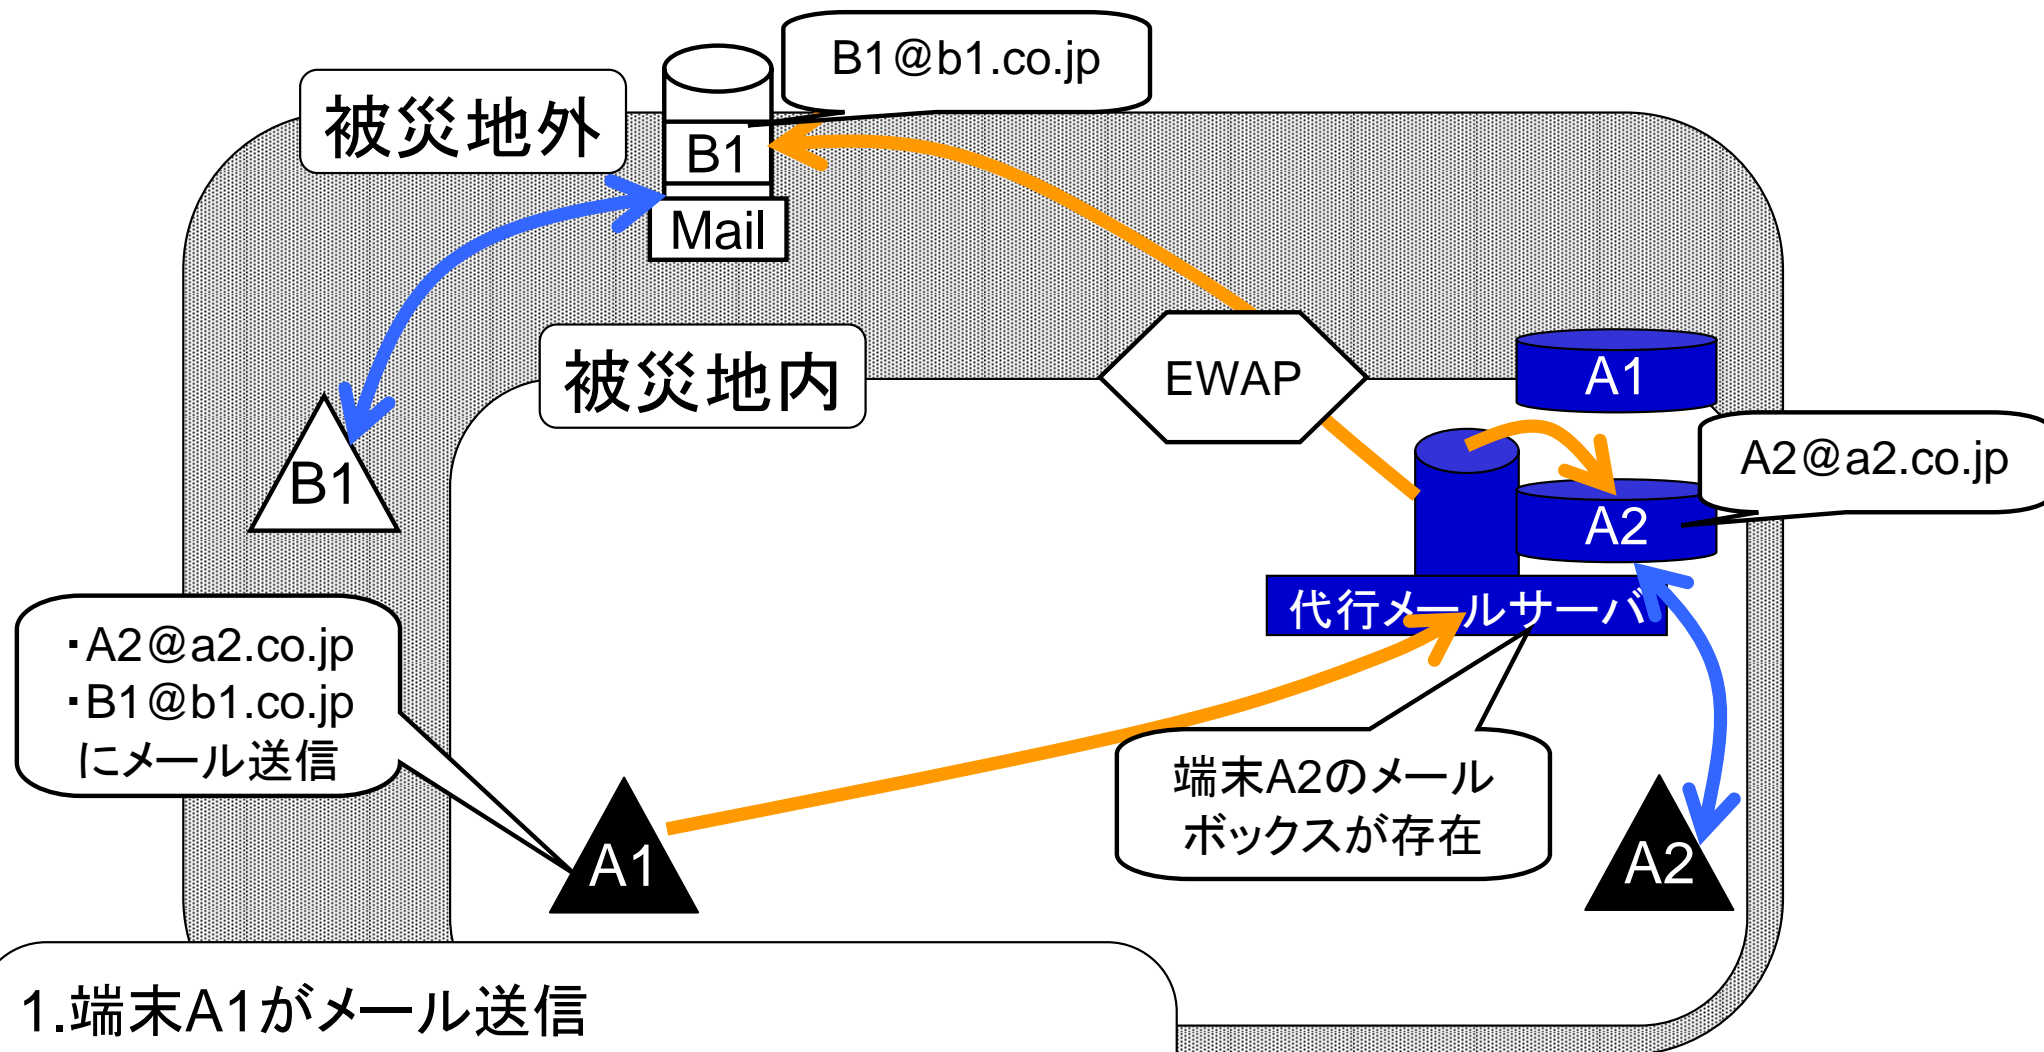 B1@b1.co.jp
被災地外
B1
Mail
被災地内
EWAP
A1
A2@a2.co.jp
B1
A2
代行メールサーバ
・A2@a2.co.jp
・B1@b1.co.jp
にメール送信
端末A2のメール
ボックスが存在
A1
A2
1.端末A1がメール送信